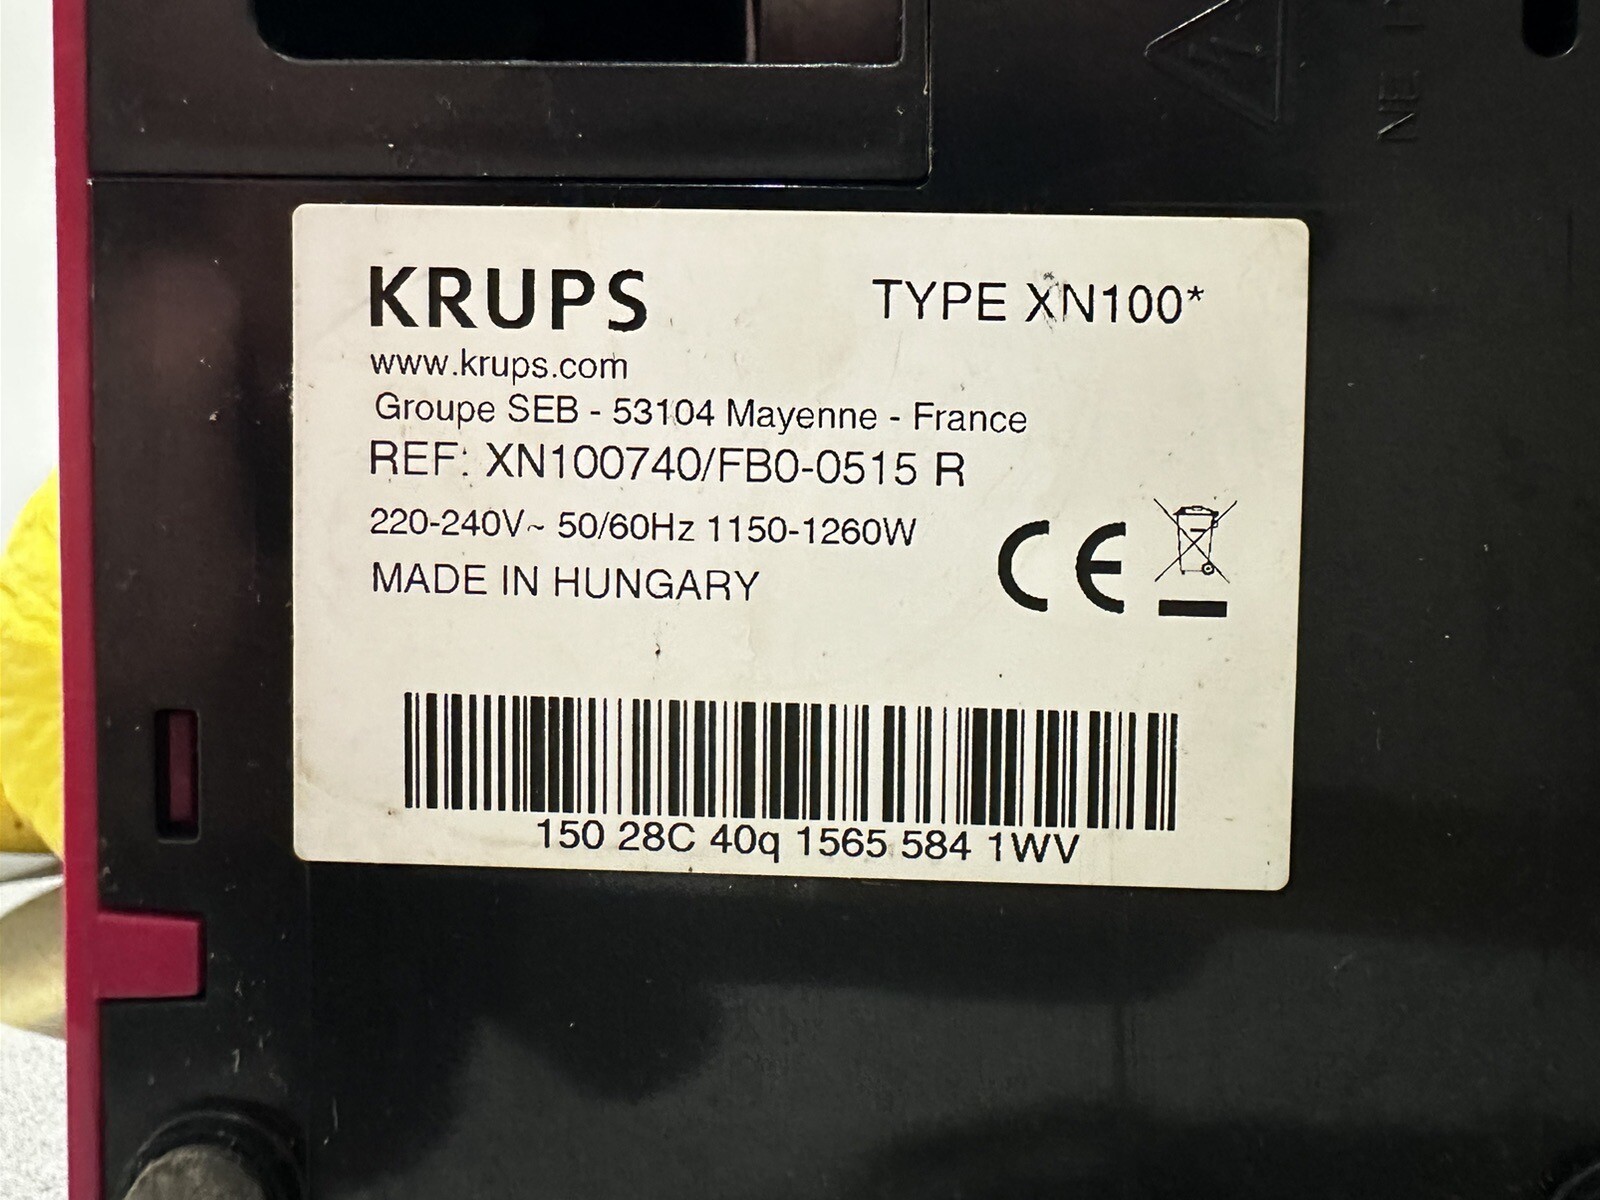 KRUPS
TYPE XN100*
www.krups.com
Groupe SEB - 53104 Mayenne - France
REF: XN100740/FB0-0515 R
220-240V~ 50/60Hz 1150-1260W
MADE IN HUNGARY
CE
150 28C 40q 1565 584 1WV
NE